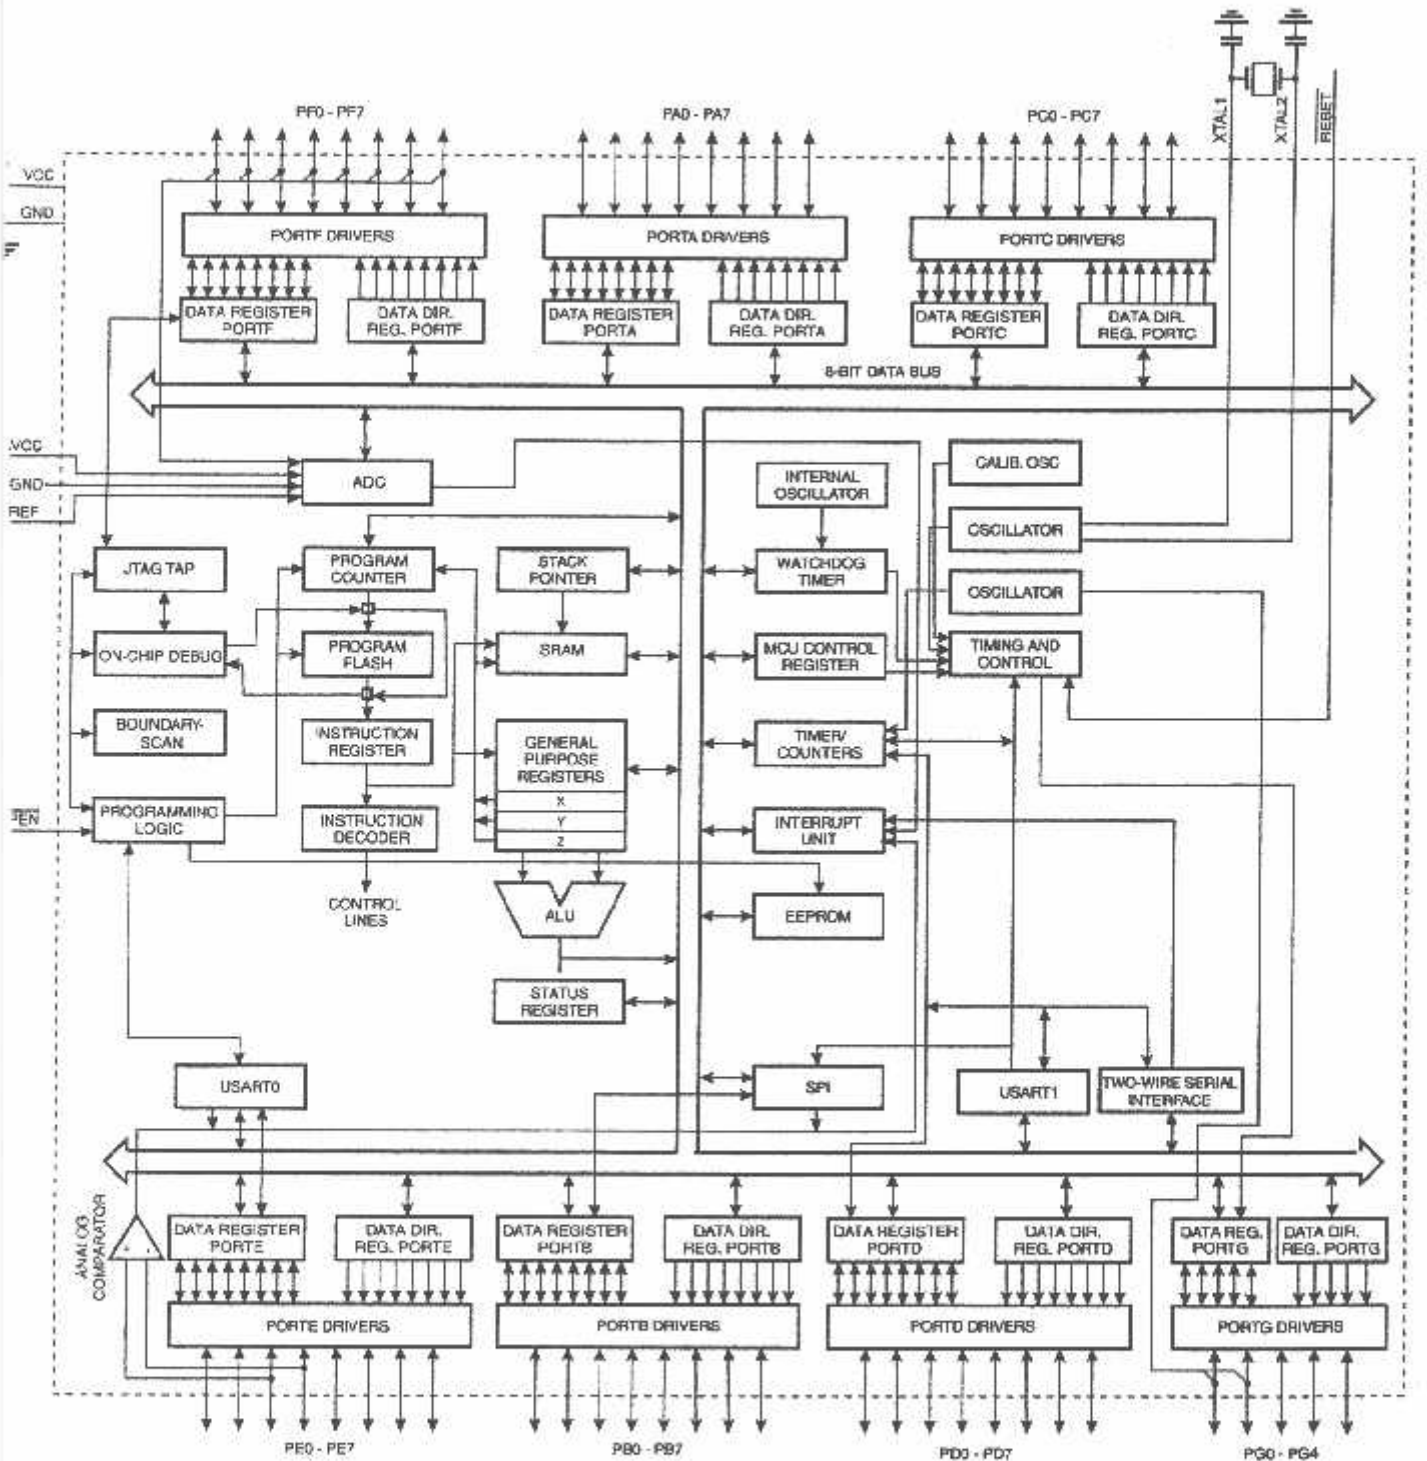 XTAL1
XTAL2
RESET
PF0 - PF7
PA0 - PA7
PC0 - PC7
VCC
GND
PORTF DRIVERS
PORTA DRIVERS
PORTC DRIVERS
DATA REGISTER
PORTF
DATA DIR.
REG. PORTF
DATA REGISTER
PORTA
DATA DIR.
REG. PORTA
DATA REGISTER
PORTC
DATA DIR.
REG. PORTC
8-BIT DATA BUS
.VCC
GND
REF
ADC
INTERNAL
OSCILLATOR
CALIB. OSC
OSCILLATOR
JTAG TAP
PROGRAM
COUNTER
STACK
POINTER
WATCHDOG
TIMER
OSCILLATOR
ON-CHIP DEBUG
PROGRAM
FLASH
SRAM
MCU CONTROL
REGISTER
TIMING AND
CONTROL
BOUNDARY-
SCAN
INSTRUCTION
REGISTER
GENERAL
PURPOSE
REGISTERS
X
Y
Z
TIMER/
COUNTERS
EN
PROGRAMMING
LOGIC
INSTRUCTION
DECODER
INTERRUPT
UNIT
CONTROL
LINES
ALU
EEPROM
STATUS
REGISTER
USART0
SPI
USART1
TWO-WIRE SERIAL
INTERFACE
ANALOG
COMPARATOR
DATA REGISTER
PORTE
DATA DIR.
REG. PORTE
DATA REGISTER
PORTB
DATA DIR.
REG. PORTB
DATA REGISTER
PORTD
DATA DIR.
REG. PORTD
DATA REG.
PORTG
DATA DIR.
REG. PORTG
PORTE DRIVERS
PORTB DRIVERS
PORTD DRIVERS
PORTG DRIVERS
PE0 - PE7
PB0 - PB7
PD0 - PD7
PG0 - PG4